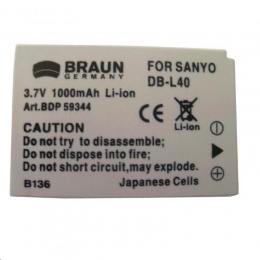 BRAUN
GERMANY
FOR SANYO
DB-L40
3.7V 1000mAH Li-ion
Art.BDP 59344
Li-ion
CAUTION
Do not try to disassemble;
Do not dispose into fire;
Do not short circuit,may explode.
B136 Japanese Cells